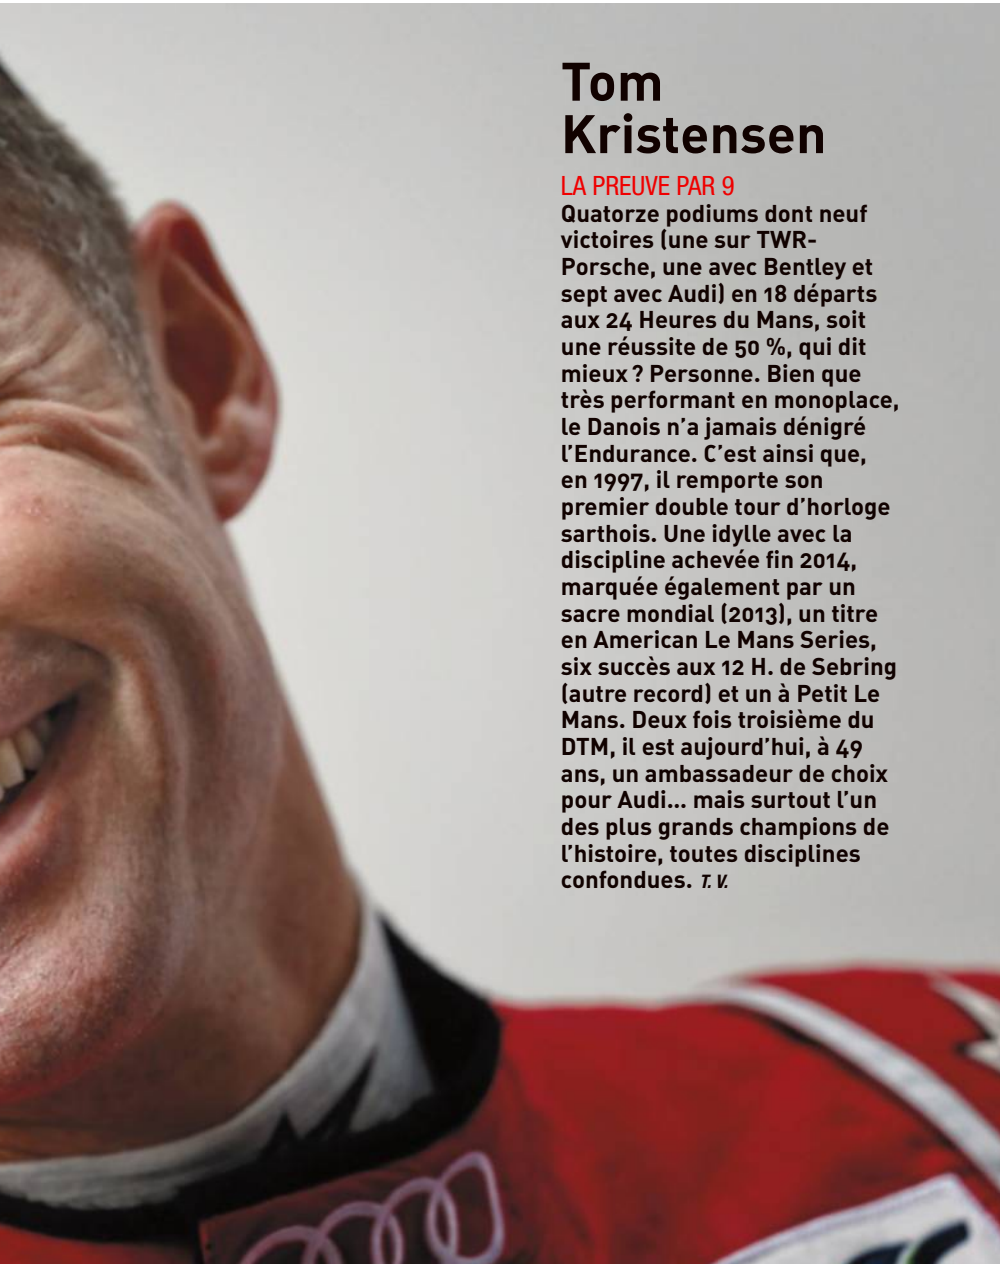 Tom
Kristensen
LA PREUVE PAR 9
Quatorze podiums dont neuf
victoires (une sur TWR-
Porsche, une avec Bentley et
sept avec Audi) en 18 départs
aux 24 Heures du Mans, soit
une réussite de 50 %, qui dit
mieux ? Personne. Bien que
très performant en monoplace,
le Danois n'a jamais dénigré
l'Endurance. C'est ainsi que,
en 1997, il remporte son
premier double tour d'horloge
sarthois. Une idylle avec la
discipline achevée fin 2014,
marquée également par un
sacre mondial (2013), un titre
en American Le Mans Series,
six succès aux 12 H. de Sebring
(autre record) et un à Petit Le
Mans. Deux fois troisième du
DTM, il est aujourd'hui, à 49
ans, un ambassadeur de choix
pour Audi... mais surtout l'un
des plus grands champions de
l'histoire, toutes disciplines
confondues. T. V.